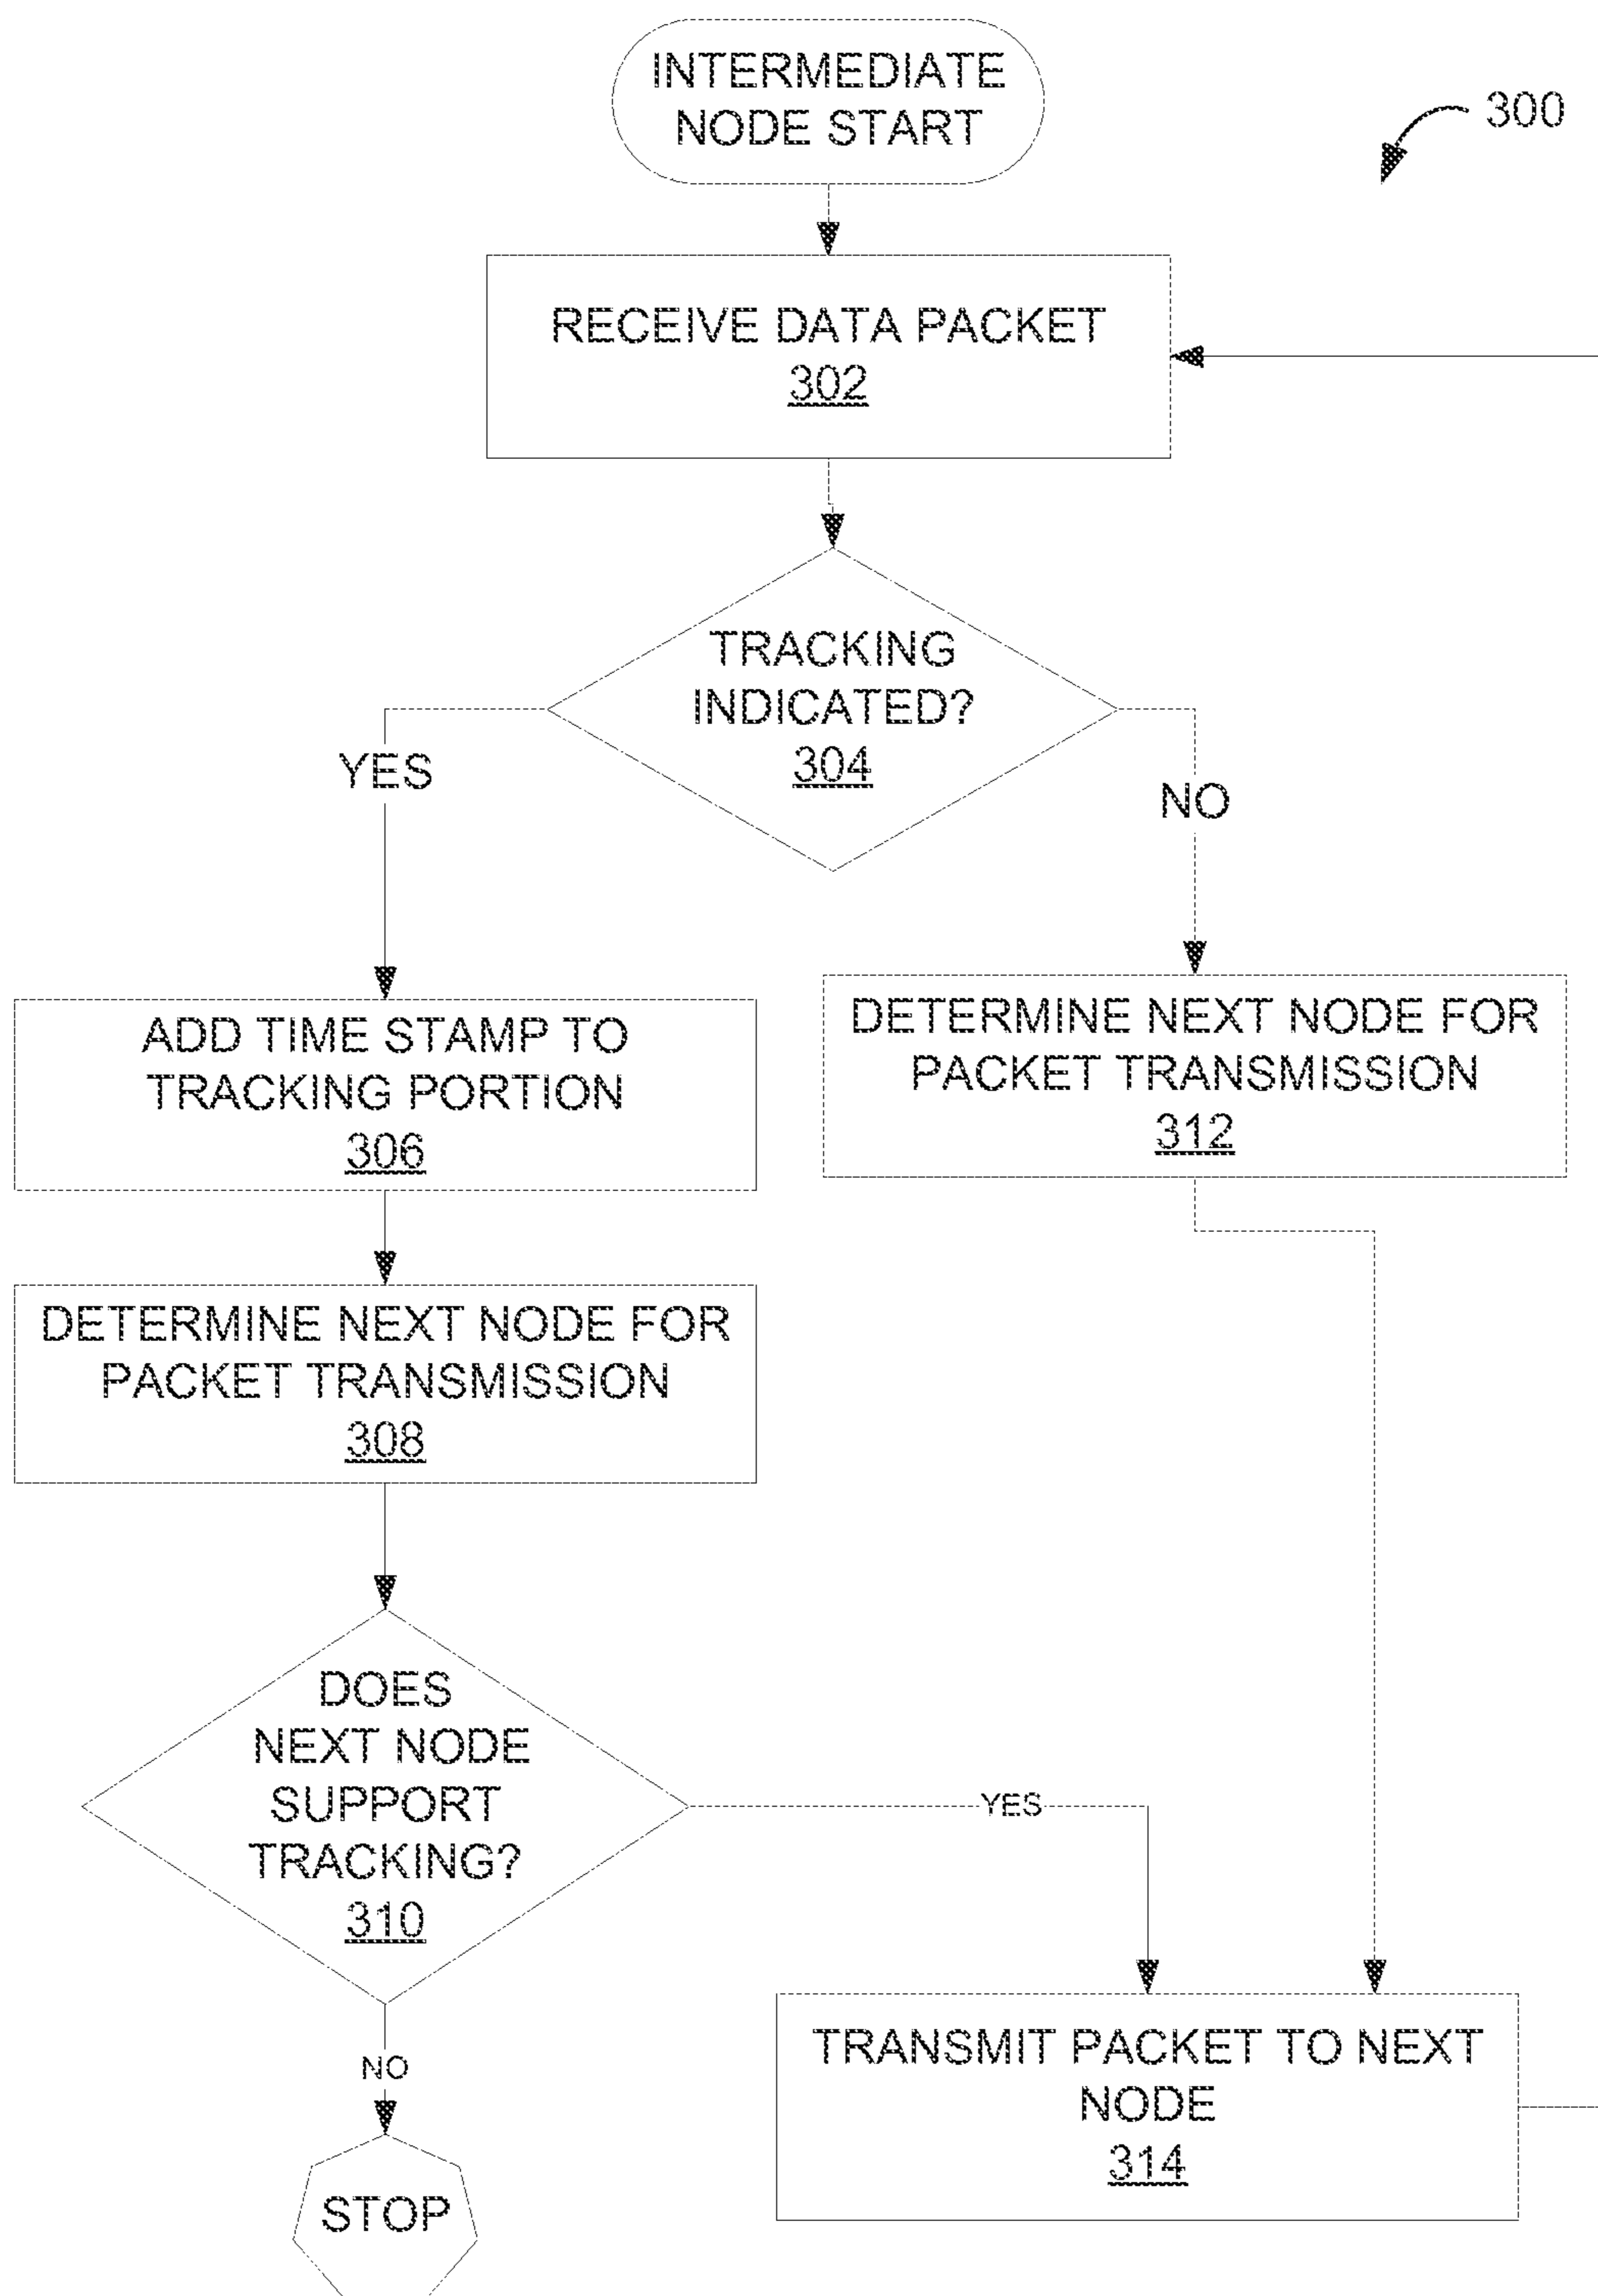 INTERMEDIATE
NODE START
300
RECEIVE DATA PACKET
302
TRACKING
INDICATED?
304
YES
NO
ADD TIME STAMP TO
TRACKING PORTION
306
DETERMINE NEXT NODE FOR
PACKET TRANSMISSION
312
DETERMINE NEXT NODE FOR
PACKET TRANSMISSION
308
DOES
NEXT NODE
SUPPORT
TRACKING?
310
YES
NO
TRANSMIT PACKET TO NEXT
NODE
314
STOP